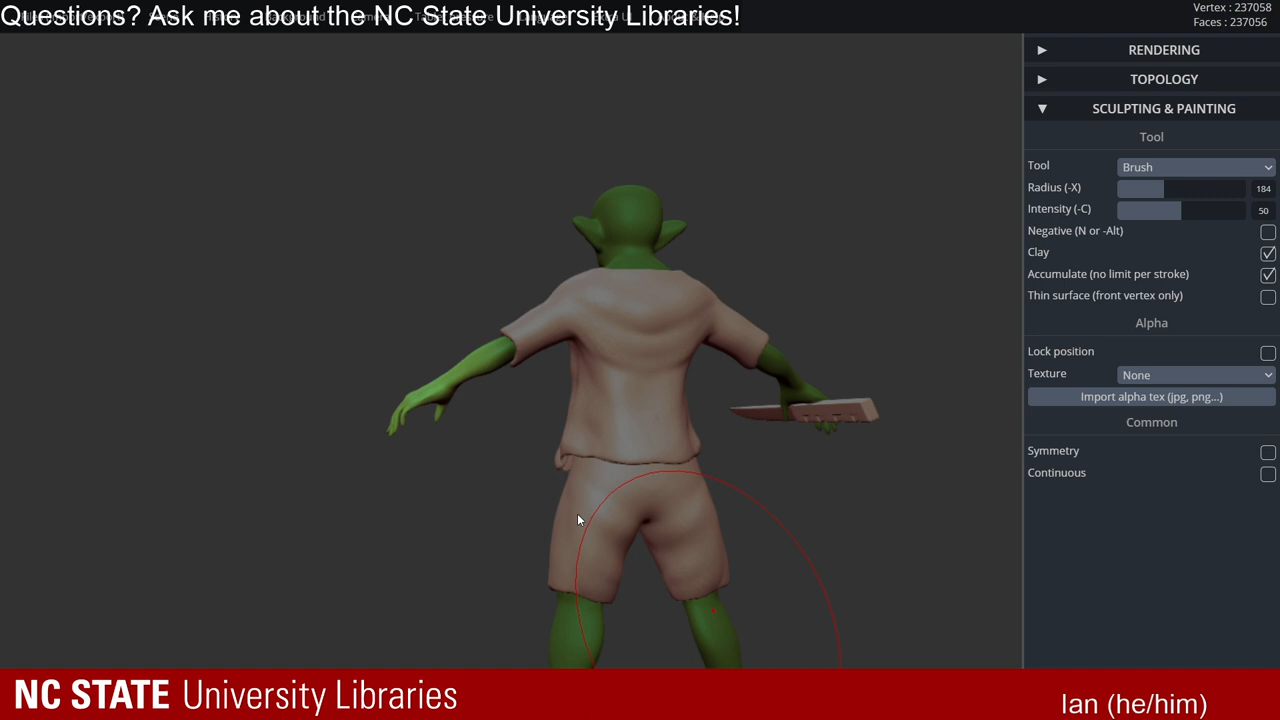 Questions? Ask me about the NC State University Libraries!
Vertex : 237058
Faces : 237056
RENDERING
TOPOLOGY
SCULPTING & PAINTING
Tool
Tool Brush
Radius (-X) 184
Intensity (-C) 50
Negative (N or -Alt)
Clay
Accumulate (no limit per stroke)
Thin surface (front vertex only)
Alpha
Lock position
Texture None
Import alpha tex (jpg, png...)
Common
Symmetry
Continuous
NC STATE University Libraries
Ian (he/him)